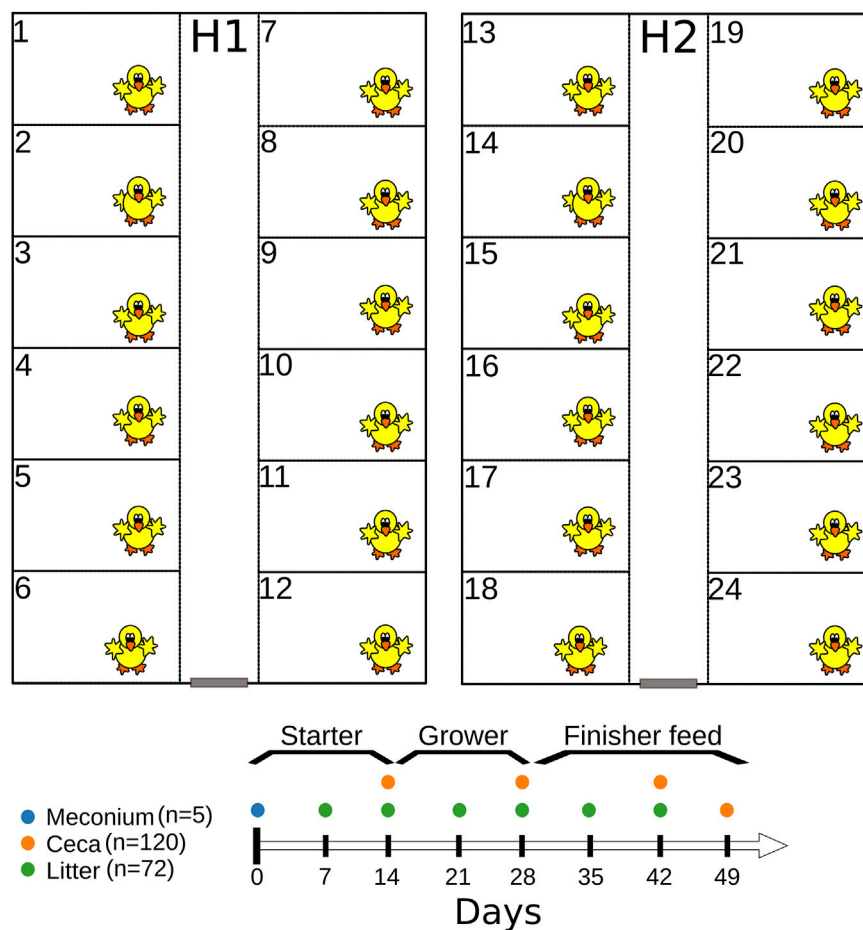 1 H1 7
13 H2 19
2 8
14 20
3 9
15 21
4 10
16 22
5 11
17 23
6 12
18 24
Starter Grower Finisher feed
Meconium (n=5)
Ceca (n=120)
Litter (n=72)
0 7 14 21 28 35 42 49
Days